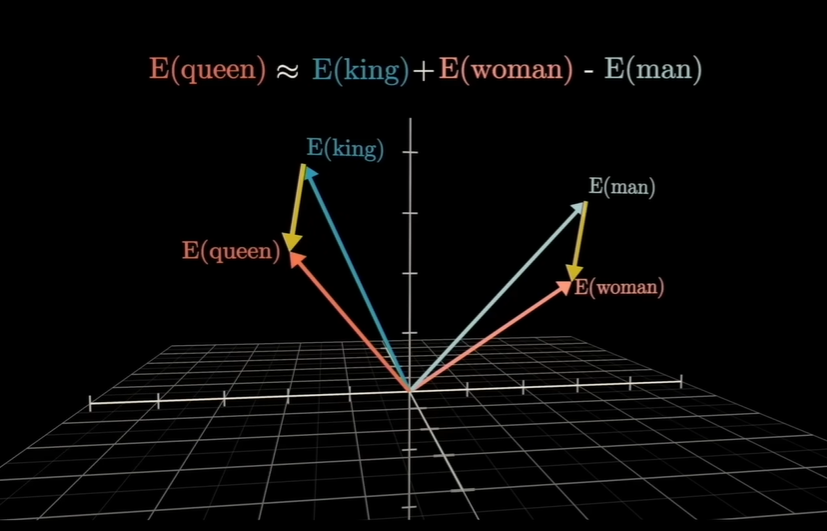 E(queen) ≈ E(king)+E(woman) - E(man)
E(king)
E(man)
E(queen)
E(woman)